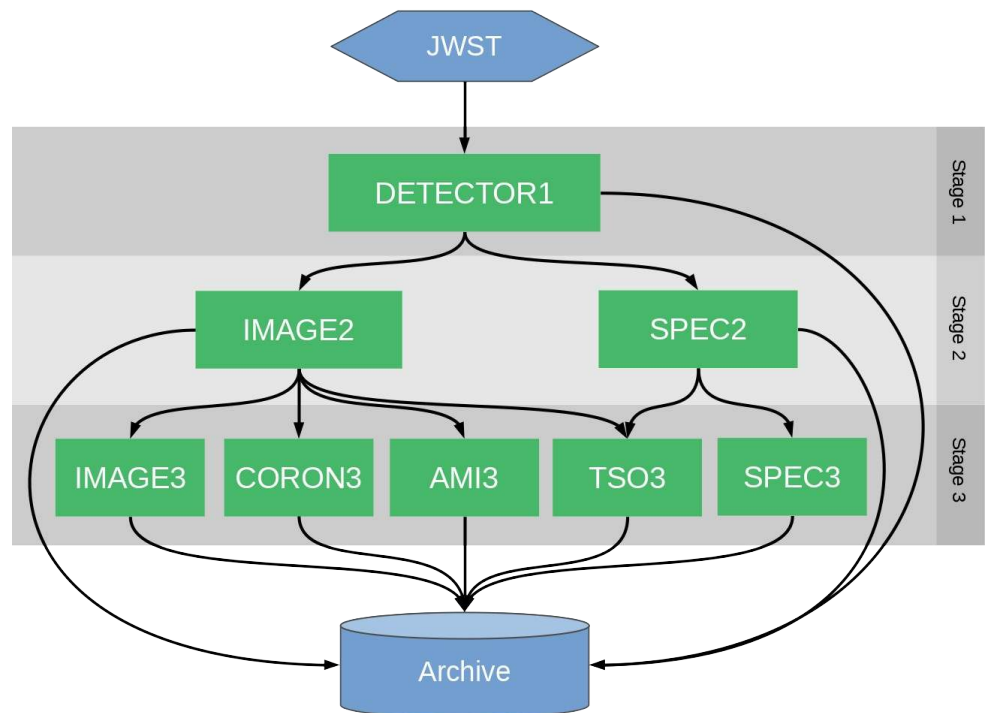 JWST
DETECTOR1
Stage 1
IMAGE2
SPEC2
Stage 2
IMAGE3
CORON3
AMI3
TSO3
SPEC3
Stage 3
Archive